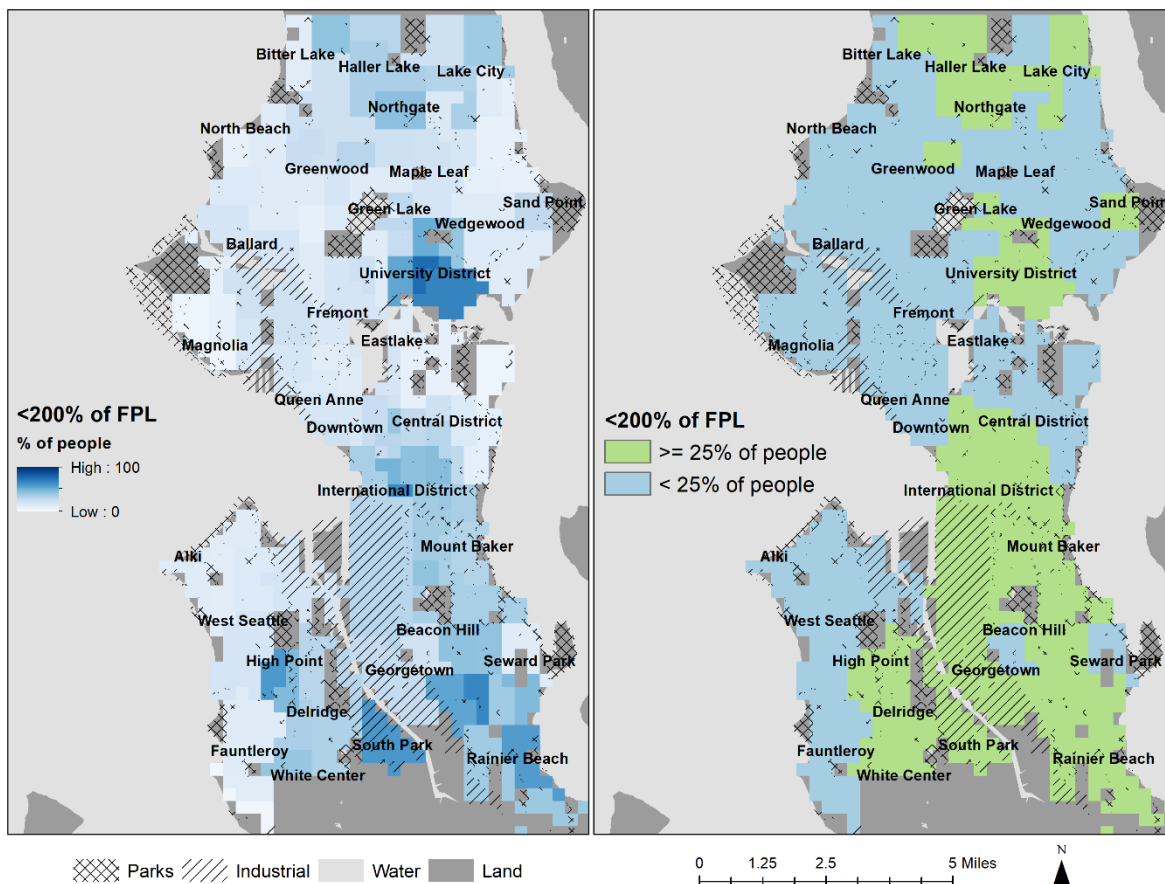 Bitter Lake
Haller Lake
Lake City
Northgate
North Beach
Greenwood
Maple Leaf
Sand Point
Green Lake
Wedgewood
Ballard
University District
Fremont
Eastlake
Magnolia
Queen Anne
Central District
Downtown
International District
Mount Baker
Alki
West Seattle
Beacon Hill
High Point
Georgetown
Seward Park
Delridge
South Park
Fauntleroy
Rainier Beach
White Center
<200% of FPL
% of people
High : 100
Low : 0
Bitter Lake
Haller Lake
Lake City
Northgate
North Beach
Greenwood
Maple Leaf
Sand Point
Green Lake
Wedgewood
Ballard
University District
Fremont
Eastlake
Magnolia
Queen Anne
Central District
Downtown
International District
Mount Baker
Alki
West Seattle
Beacon Hill
High Point
Georgetown
Seward Park
Delridge
South Park
Fauntleroy
Rainier Beach
White Center
<200% of FPL
>= 25% of people
< 25% of people
Parks Industrial Water Land
0 1.25 2.5 5 Miles
N